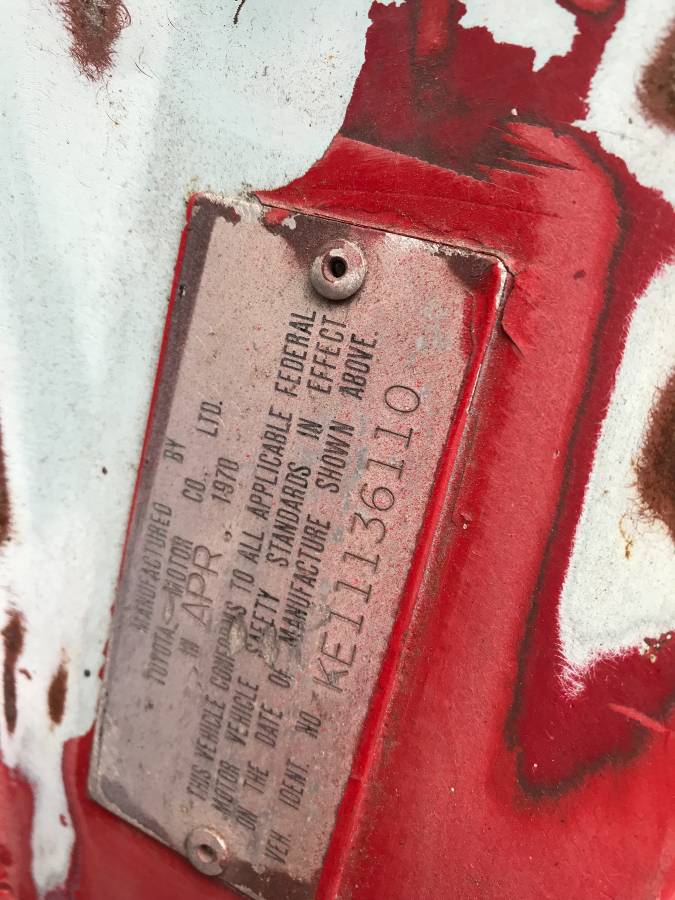 MANUFACTURED BY
TOYOTA MOTOR CO., LTD.
IN APR. 1970
THIS VEHICLE CONFORMS TO ALL APPLICABLE FEDERAL
MOTOR VEHICLE SAFETY STANDARDS IN EFFECT
ON THE DATE OF MANUFACTURE SHOWN ABOVE.
VEH. IDENT. NO. KE11136110